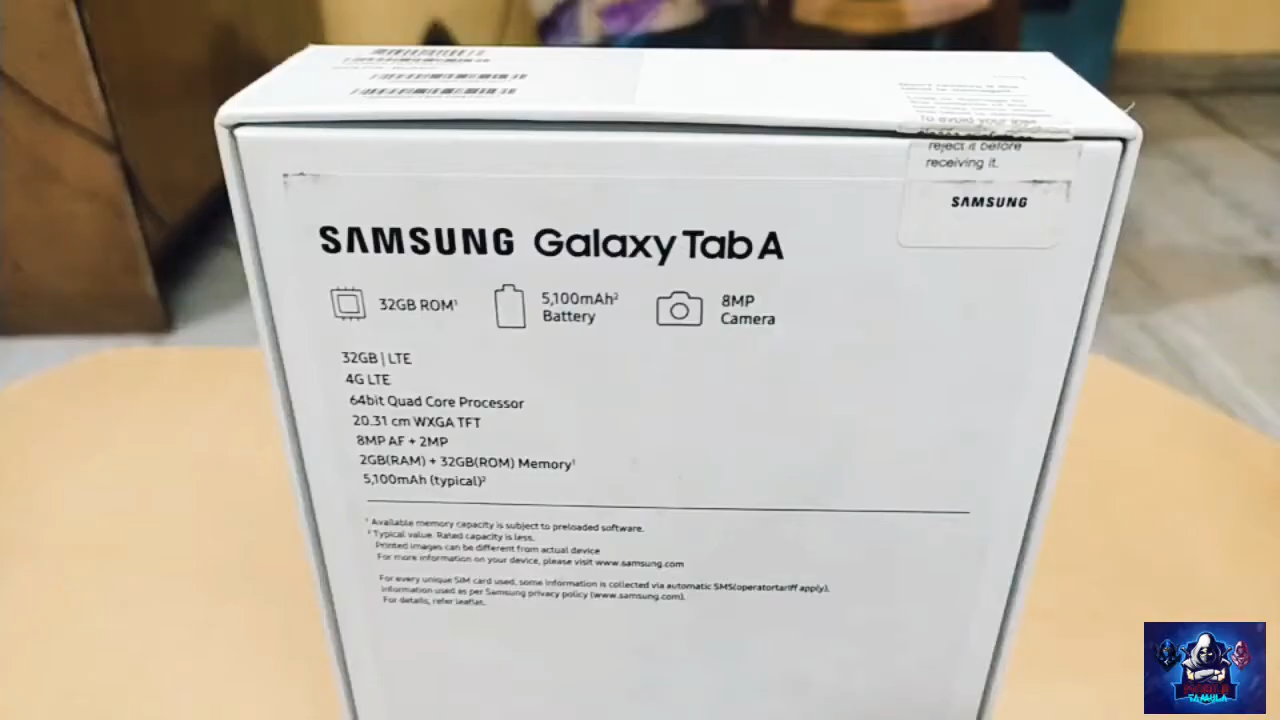 To avoid your loss
reject it before
receiving it.
SAMSUNG
SAMSUNG Galaxy Tab A
32GB ROM¹
5,100mAh²
Battery
8MP
Camera
32GB | LTE
4G LTE
64bit Quad Core Processor
20.31 cm WXGA TFT
8MP AF + 2MP
2GB(RAM) + 32GB(ROM) Memory¹
5,100mAh (typical)²
¹ Available memory capacity is subject to preloaded software.
² Typical value. Rated capacity is less.
Printed images can be different from actual device
For more information on your device, please visit www.samsung.com
For every unique SIM card used, some information is collected via automatic SMS(operatortariff apply).
Information used as per Samsung privacy policy (www.samsung.com).
For details, refer leaflet.